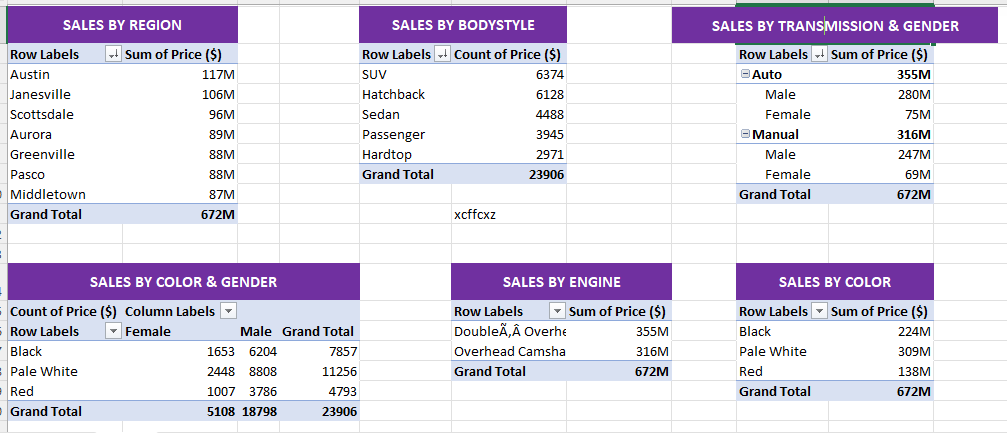 SALES BY REGION
Row Labels Sum of Price ($)
Austin 117M
Janesville 106M
Scottsdale 96M
Aurora 89M
Greenville 88M
Pasco 88M
Middletown 87M
Grand Total 672M
SALES BY BODYSTYLE
Row Labels Count of Price ($)
SUV 6374
Hatchback 6128
Sedan 4488
Passenger 3945
Hardtop 2971
Grand Total 23906
xcffcxz
SALES BY TRANSMISSION & GENDER
Row Labels Sum of Price ($)
Auto 355M
Male 280M
Female 75M
Manual 316M
Male 247M
Female 69M
Grand Total 672M
SALES BY COLOR & GENDER
Count of Price ($) Column Labels
Row Labels Female Male Grand Total
Black 1653 6204 7857
Pale White 2448 8808 11256
Red 1007 3786 4793
Grand Total 5108 18798 23906
SALES BY ENGINE
Row Labels Sum of Price ($)
DoubleÃ,Â Overhe 355M
Overhead Camsha 316M
Grand Total 672M
SALES BY COLOR
Row Labels Sum of Price ($)
Black 224M
Pale White 309M
Red 138M
Grand Total 672M